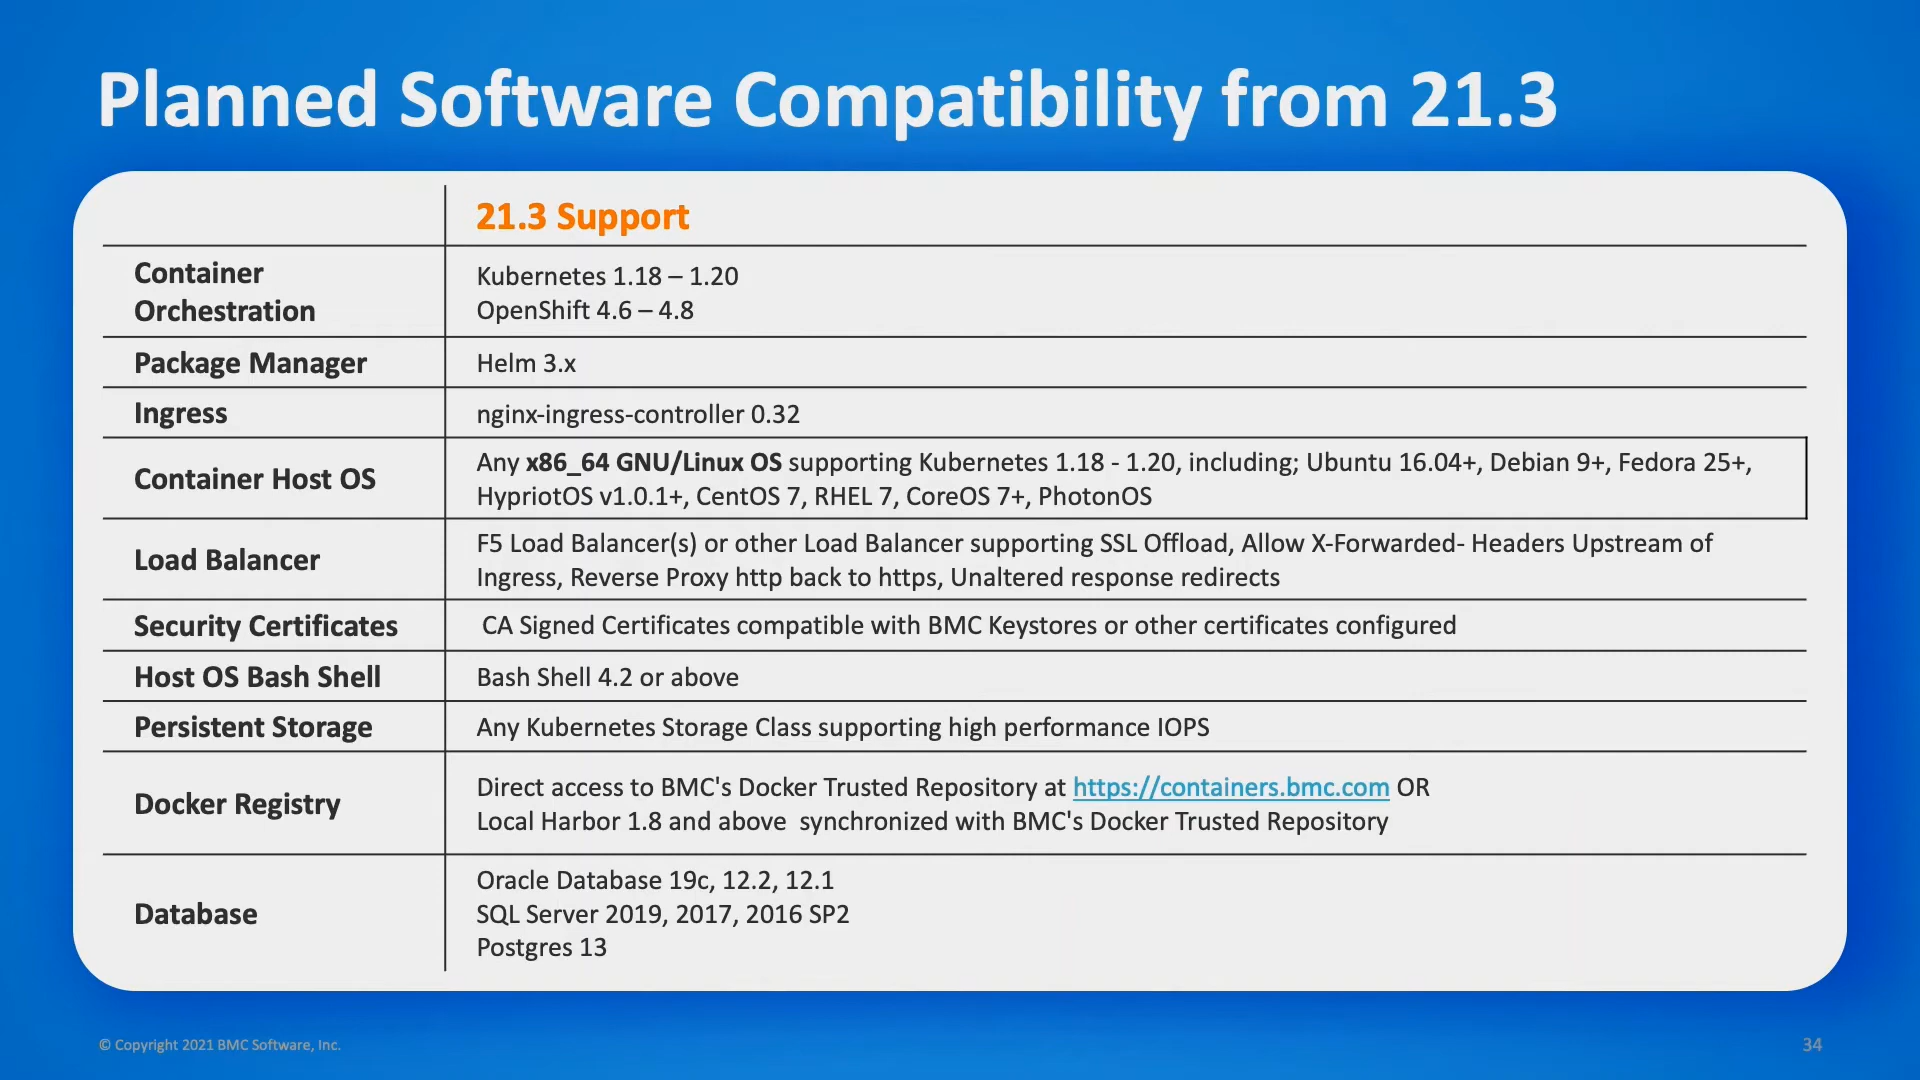 Planned Software Compatibility from 21.3
21.3 Support
Container
Orchestration
Kubernetes 1.18 – 1.20
OpenShift 4.6 – 4.8
Package Manager
Helm 3.x
Ingress
nginx-ingress-controller 0.32
Container Host OS
Any x86_64 GNU/Linux OS supporting Kubernetes 1.18 - 1.20, including; Ubuntu 16.04+, Debian 9+, Fedora 25+,
HypriotOS v1.0.1+, CentOS 7, RHEL 7, CoreOS 7+, PhotonOS
Load Balancer
F5 Load Balancer(s) or other Load Balancer supporting SSL Offload, Allow X-Forwarded- Headers Upstream of
Ingress, Reverse Proxy http back to https, Unaltered response redirects
Security Certificates
CA Signed Certificates compatible with BMC Keystores or other certificates configured
Host OS Bash Shell
Bash Shell 4.2 or above
Persistent Storage
Any Kubernetes Storage Class supporting high performance IOPS
Docker Registry
Direct access to BMC's Docker Trusted Repository at https://containers.bmc.com OR
Local Harbor 1.8 and above  synchronized with BMC's Docker Trusted Repository
Database
Oracle Database 19c, 12.2, 12.1
SQL Server 2019, 2017, 2016 SP2
Postgres 13
© Copyright 2021 BMC Software, Inc.
34